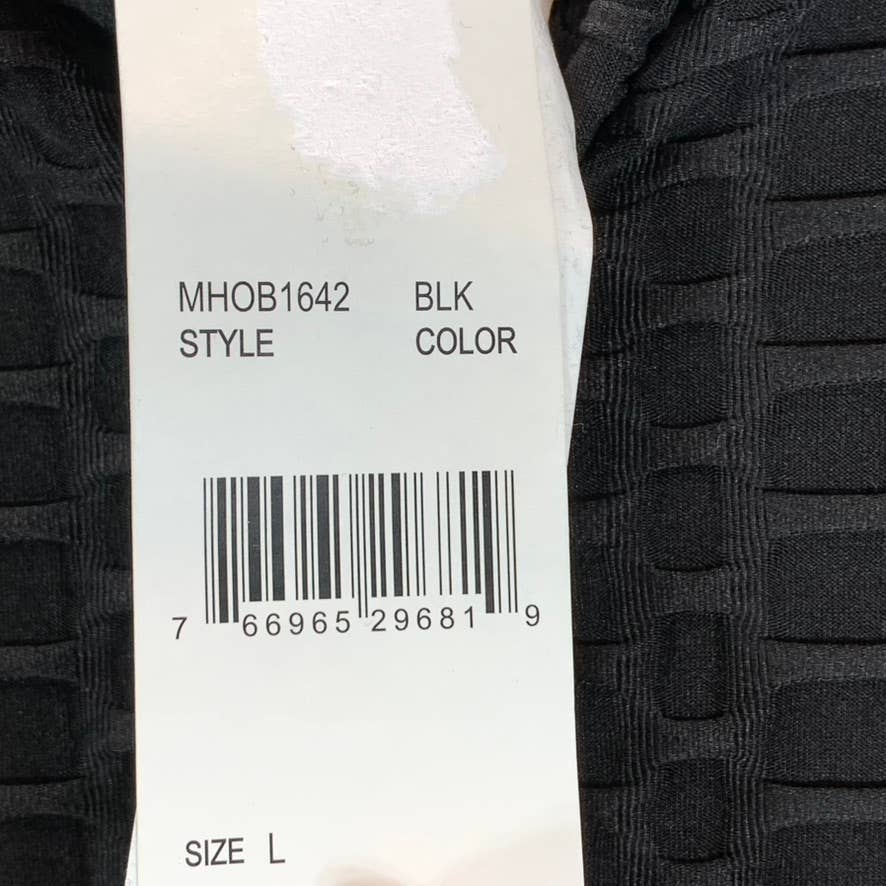 MHOB1642 BLK
STYLE COLOR
7 66965 29681 9
SIZE L